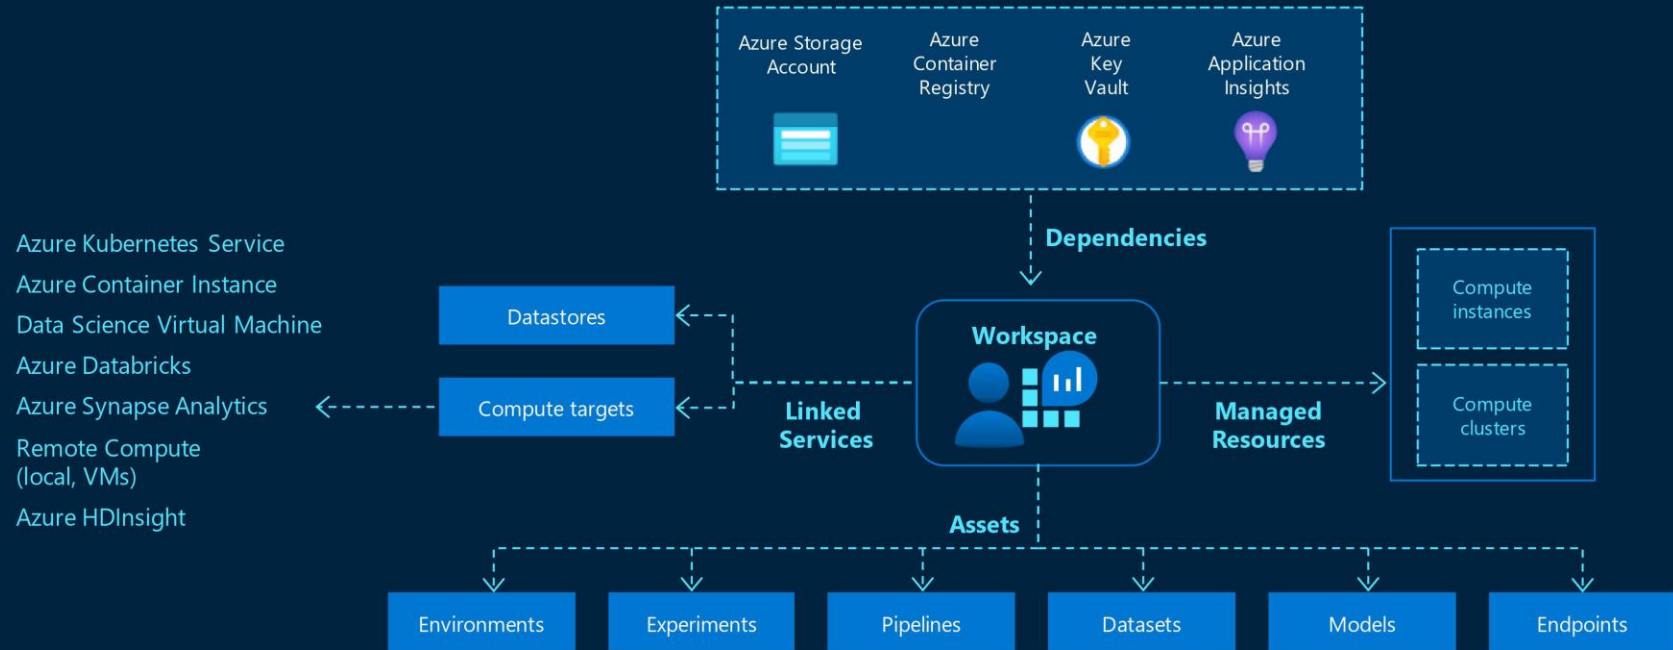 Azure Storage
Account
Azure
Container
Registry
Azure
Key
Vault
Azure
Application
Insights
Dependencies
Azure Kubernetes Service
Azure Container Instance
Data Science Virtual Machine
Azure Databricks
Azure Synapse Analytics
Remote Compute
(local, VMs)
Azure HDInsight
Datastores
Compute targets
Linked
Services
Workspace
Managed
Resources
Compute
instances
Compute
clusters
Assets
Environments
Experiments
Pipelines
Datasets
Models
Endpoints